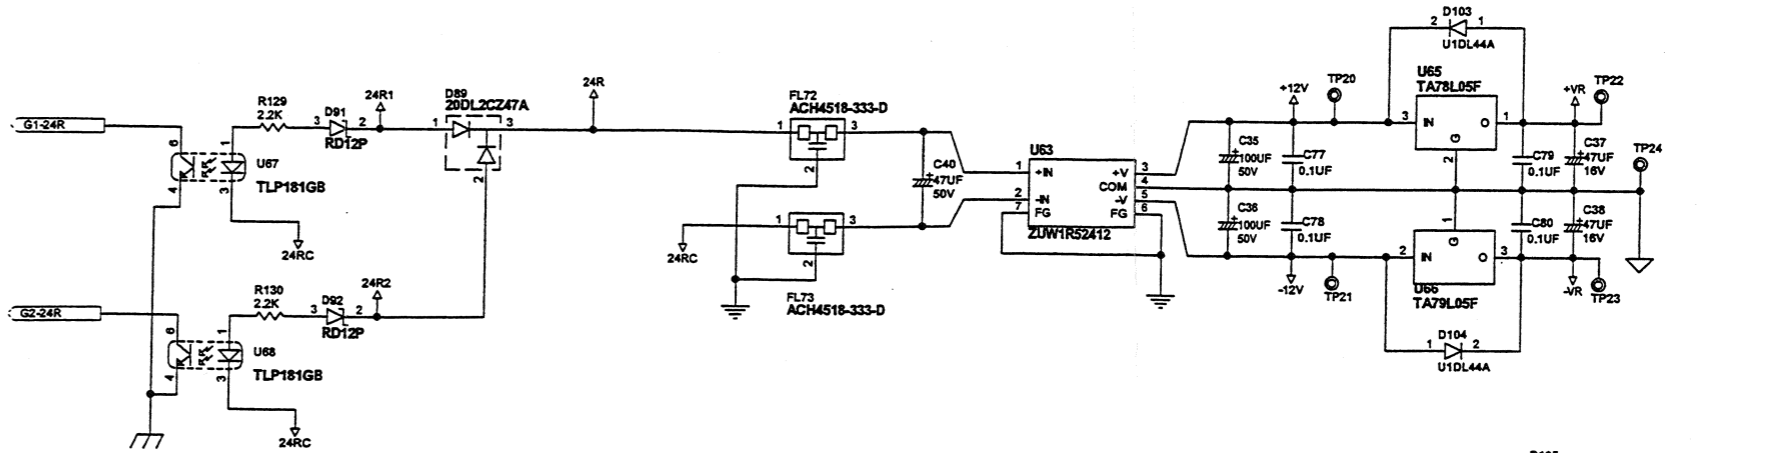 G1-24R
6
4
1
3
U67
TLP181GB
R129
2.2K
3
D91
2
RD12P
24R1
24RC
D89
20DL2CZ47A
1
3
2
24R
G2-24R
6
4
1
3
U68
TLP181GB
R130
2.2K
3
D92
2
RD12P
24R2
24RC
FL72
ACH4518-333-D
1
3
2
24RC
1
3
2
FL73
ACH4518-333-D
C40
+
47UF
50V
U63
1
+IN
2
-IN
7
FG
+V
3
COM
4
-V
5
FG
6
ZUW1R52412
+12V
TP20
C35
+
100UF
50V
C77
0.1UF
C36
+
100UF
50V
C78
0.1UF
-12V
TP21
D103
2
1
U1DL44A
U65
TA78L05F
3
IN
O
1
G
2
1
G
2
IN
O
3
U66
TA79L05F
D104
1
2
U1DL44A
+VR
TP22
C79
0.1UF
C37
+
47UF
16V
TP24
C80
0.1UF
C38
+
47UF
16V
-VR
TP23